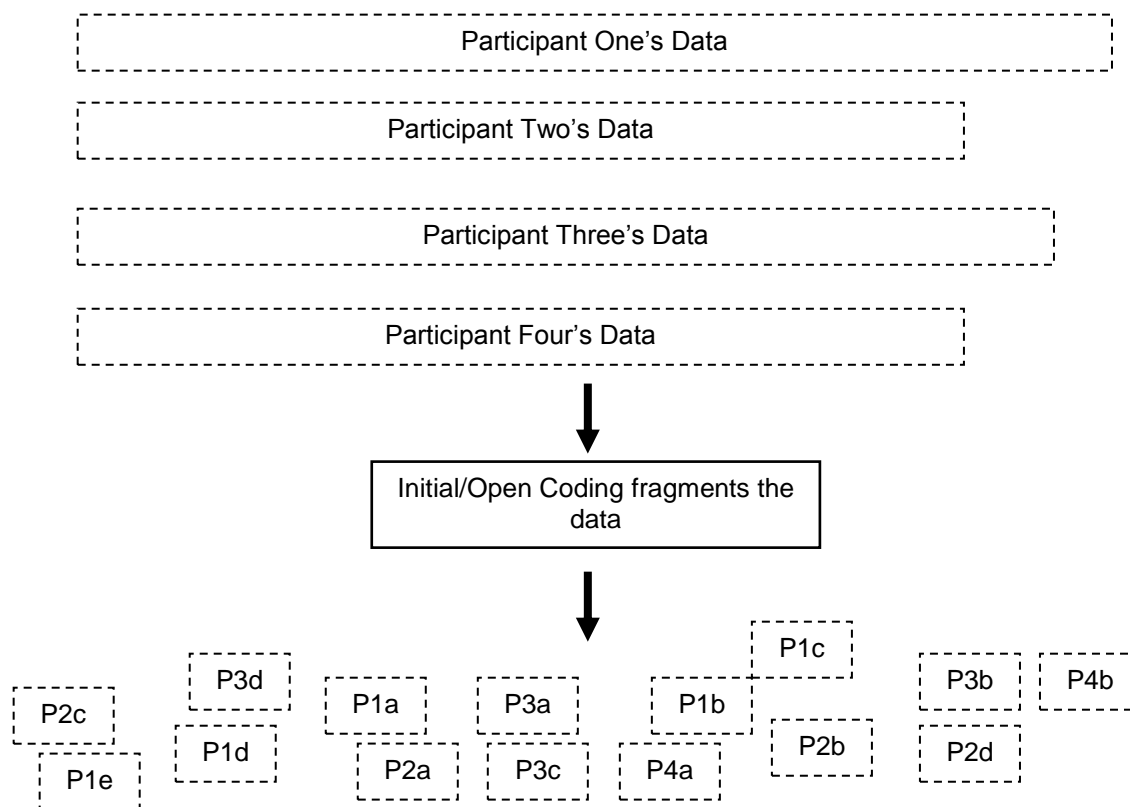 Participant One’s Data
Participant Two’s Data
Participant Three’s Data
Participant Four’s Data
Initial/Open Coding fragments the
data
P1c
P3d
P3b
P4b
P2c
P1a
P3a
P1b
P1d
P2b
P2d
P1e
P2a
P3c
P4a